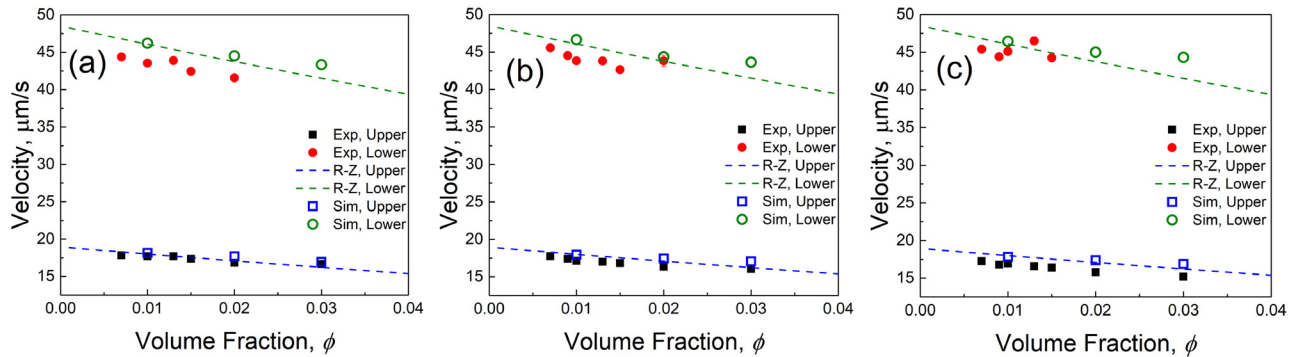 50
45
40
35
30
25
20
15
Velocity, μm/s
(a)
Exp, Upper
Exp, Lower
R-Z, Upper
R-Z, Lower
Sim, Upper
Sim, Lower
0.00 0.01 0.02 0.03 0.04
Volume Fraction, ϕ
50
45
40
35
30
25
20
15
Velocity, μm/s
(b)
Exp, Upper
Exp, Lower
R-Z, Upper
R-Z, Lower
Sim, Upper
Sim, Lower
0.00 0.01 0.02 0.03 0.04
Volume Fraction, ϕ
50
45
40
35
30
25
20
15
Velocity, μm/s
(c)
Exp, Upper
Exp, Lower
R-Z, Upper
R-Z, Lower
Sim, Upper
Sim, Lower
0.00 0.01 0.02 0.03 0.04
Volume Fraction, ϕ